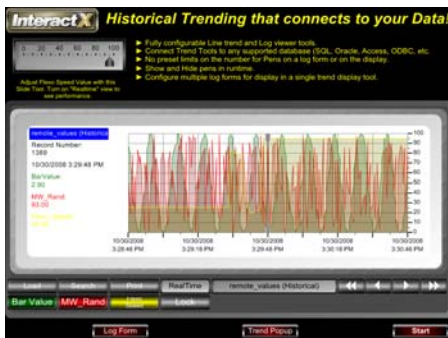 InteractX
Historical Trending that connects to your Data!
► Fully configurable Line trend and Log viewer tools.
► Connect Trend Tools to any supported database (SQL, Oracle, Access, ODBC, etc.
► No preset limits on the number for Pens on a log form or on the display.
► Show and Hide pens in runtime.
► Configure multiple log forms for display in a single trend display tool.
0 20 40 60 80 100
Adjust Plexo Speed Value with this
Slide Tool. Turn on "Realtime" view to
see performance.
remote_values (Historica
Record Number:
1389
10/30/2008 3:29:46 PM
BarValue
2.90
MW_Rand
93.00
100
90
80
70
60
50
40
30
20
10
0
10/30/2008 10/30/2008 10/30/2008 10/30/2008 10/30/2008
3:28:46 PM 3:29:16 PM 3:29:46 PM 3:30:16 PM 3:30:46 PM
Load Search Print RealTime remote_values (Historical)
Bar Value MW_Rand Lock
Log Form Trend Popup Start